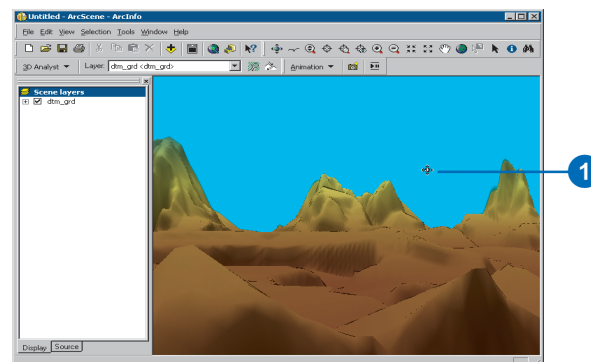 Untitled - ArcScene - ArcInfo
File Edit View Selection Tools Window Help
3D Analyst Layer: dtm_grd <dtm_grd> Animation
Scene layers
dtm_grd
1
Display Source